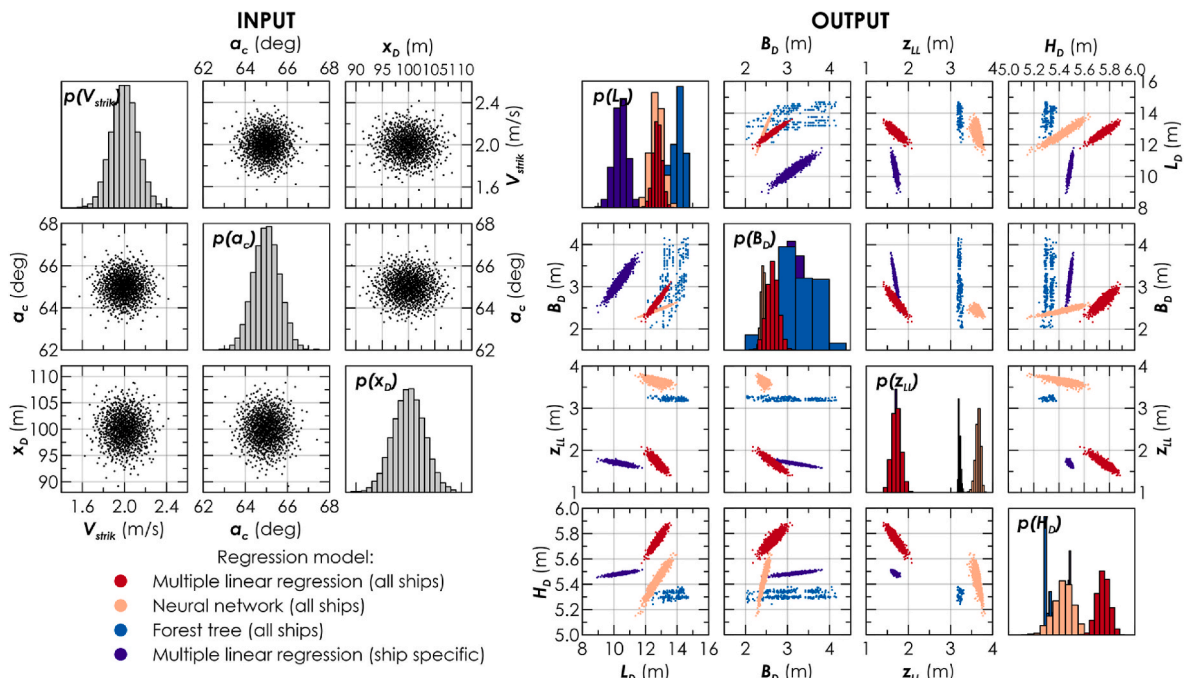 INPUT
OUTPUT
a_c (deg)
x_D (m)
B_D (m)
z_LL (m)
H_D (m)
62 64 66 68
90 95 100 105 110
2 3 4
1 2 3 4
5.0 5.2 5.4 5.6 5.8 6.0
p(V_strik)
2.4
2.0
1.6
V_strik (m/s)
p(L
16
14
12
10
8
L_D (m)
a_c (deg)
68
66
64
62
p(a_c)
68
66
64
62
a_c (deg)
B_D (m)
4
3
2
p(B_D)
4
3
2
B_D (m)
x_D (m)
110
105
100
95
90
p(x_D)
z_LL (m)
4
3
2
1
p(z_LL)
4
3
2
1
z_LL (m)
1.6 2.0 2.4
V_strik (m/s)
62 64 66 68
a_c (deg)
H_D (m)
6.0
5.8
5.6
5.4
5.2
5.0
p(H_D)
8 10 12 14 16
L_D (m)
2 3 4
B_D (m)
1 2 3 4
z_LL (m)
Regression model:
Multiple linear regression (all ships)
Neural network (all ships)
Forest tree (all ships)
Multiple linear regression (ship specific)